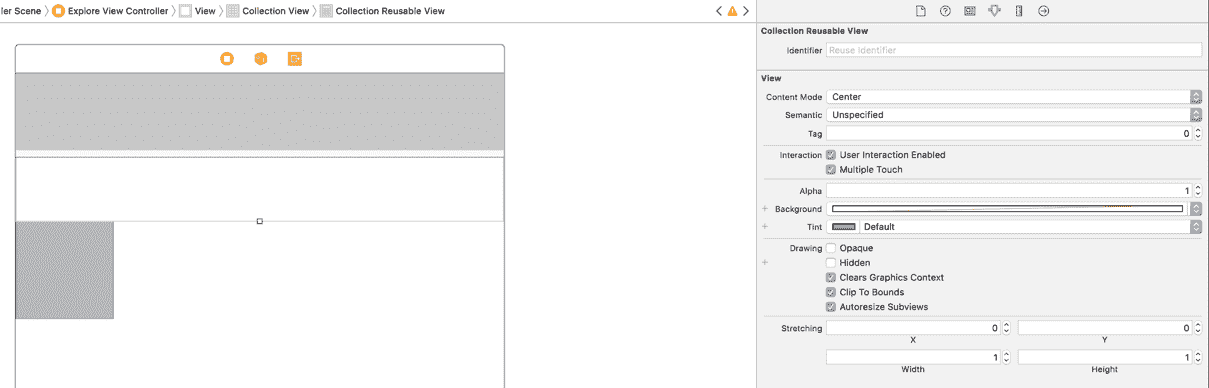 ler Scene Explore View Controller View Collection View Collection Reusable View
Collection Reusable View
Identifier Reuse Identifier
View
Content Mode Center
Semantic Unspecified
Tag 0
Interaction User Interaction Enabled
Multiple Touch
Alpha 1
Background
Tint Default
Drawing Opaque
Hidden
Clears Graphics Context
Clip To Bounds
Autoresize Subviews
Stretching 0 0
X Y
1 1
Width Height